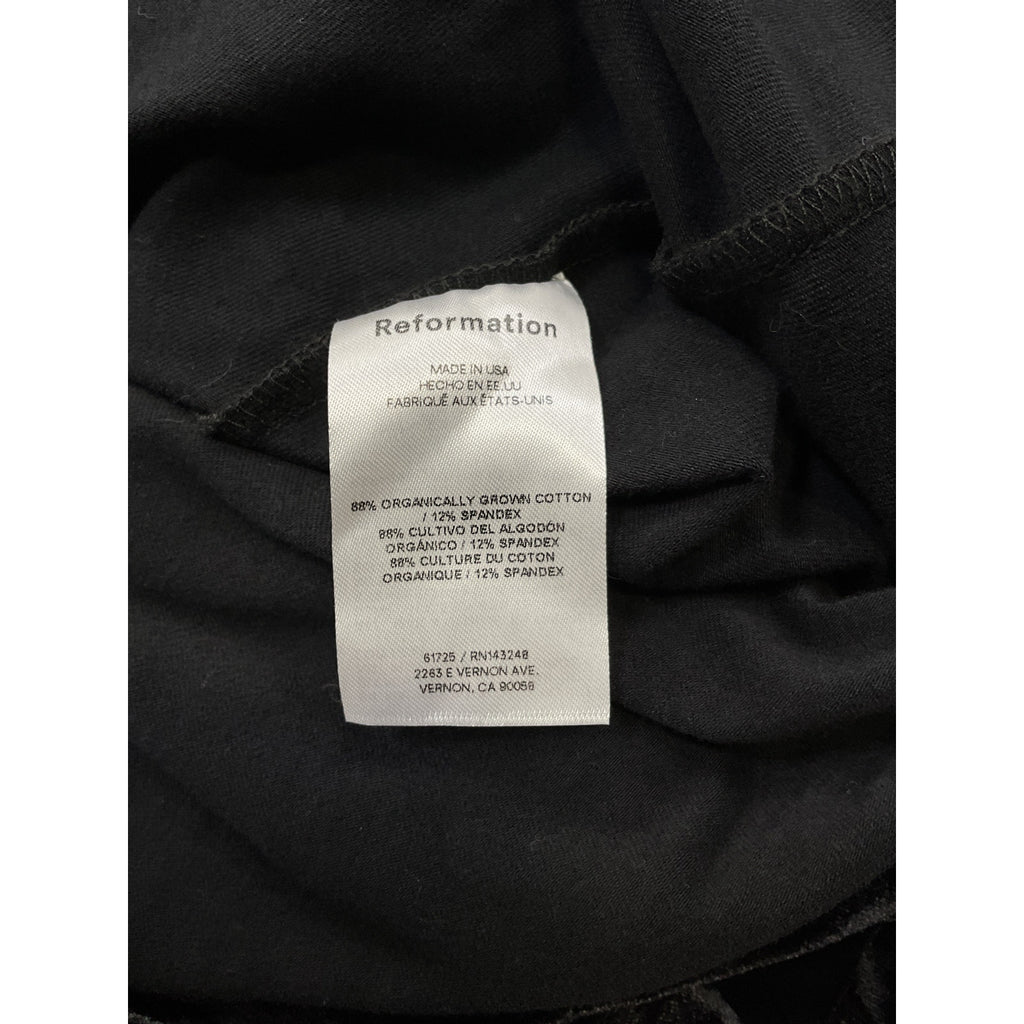 Reformation
MADE IN USA
HECHO EN EE.UU
FABRIQUÉ AUX ÉTATS-UNIS
88% ORGANICALLY GROWN COTTON
/ 12% SPANDEX
88% CULTIVO DEL ALGODÓN
ORGÁNICO / 12% SPANDEX
88% CULTURE DU COTON
ORGANIQUE / 12% SPANDEX
61725 / RN143248
2263 E VERNON AVE.
VERNON, CA 90058